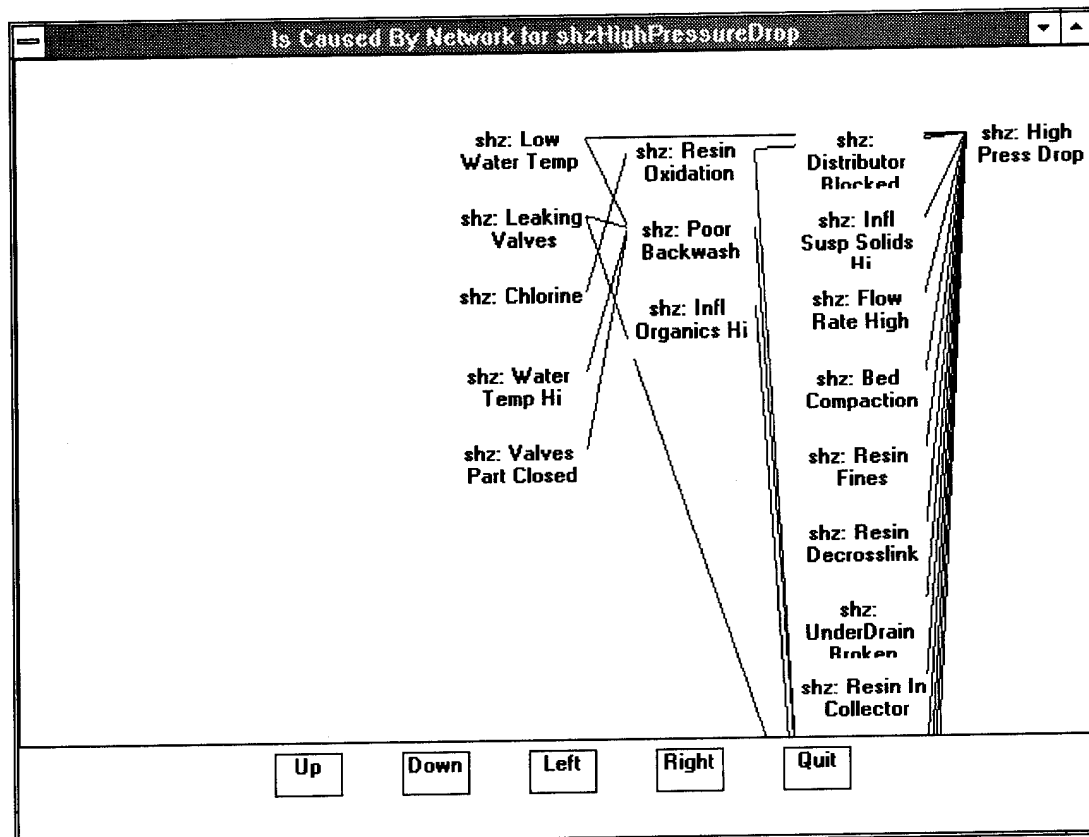 Is Caused By Network for shzHighPressureDrop
shz: Low
Water Temp
shz: Leaking
Valves
shz: Chlorine
shz: Water
Temp Hi
shz: Valves
Part Closed
shz: Resin
Oxidation
shz: Poor
Backwash
shz: Infl
Organics Hi
shz:
Distributor
Blocked
shz: Infl
Susp Solids
Hi
shz: Flow
Rate High
shz: Bed
Compaction
shz: Resin
Fines
shz: Resin
Decrosslink
shz:
UnderDrain
Broken
shz: Resin In
Collector
shz: High
Press Drop
Up
Down
Left
Right
Quit